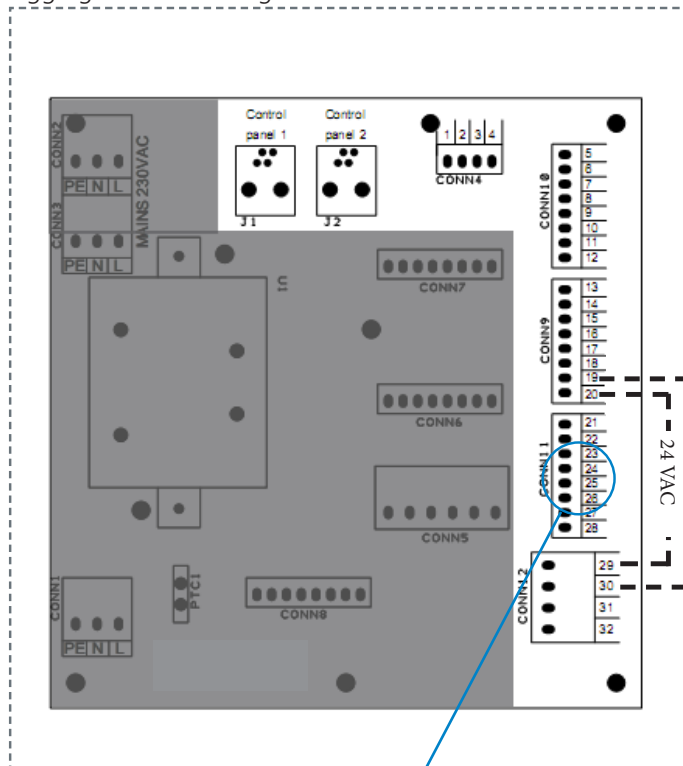 Control
panel 1
Control
panel 2
J1
J2
1 2 3 4
CONN4
CONN2
PE N L
MAINS 230VAC
CONN3
PE N L
U1
CONN7
CONN6
CONN5
CONN8
PTC1
CONN1
PE N L
CONN10
5
6
7
8
9
10
11
12
CONN9
13
14
15
16
17
18
19
20
CONN11
21
22
23
24
25
26
27
28
24 VAC
CONN12
29
30
31
32